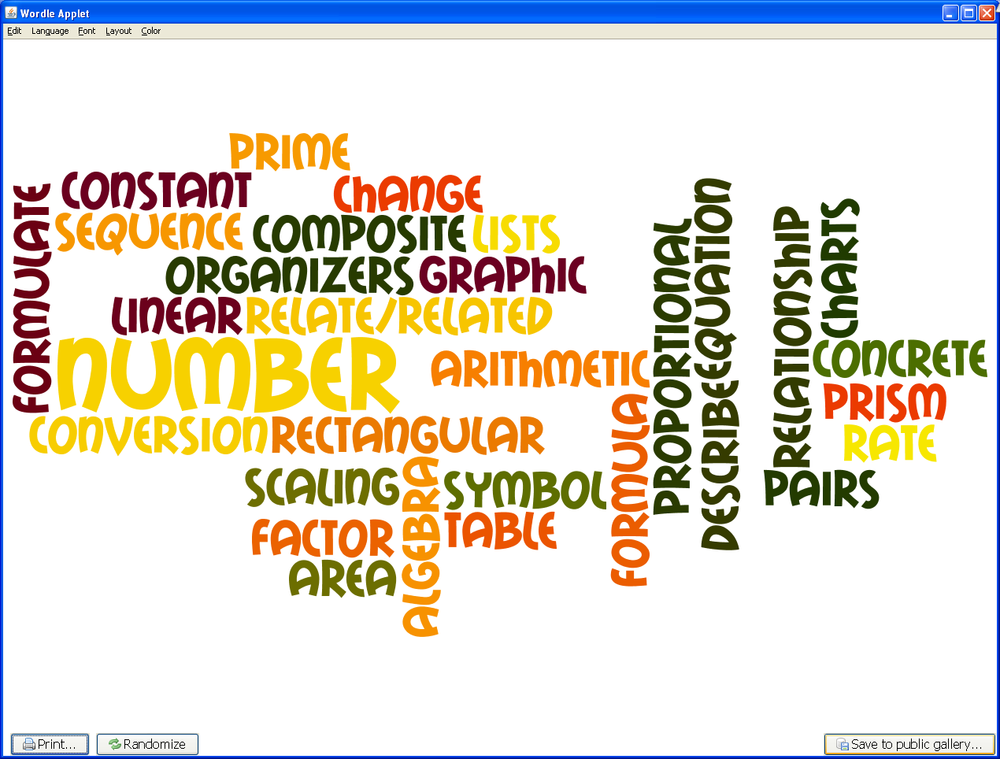 Wordle Applet
Edit Language Font Layout Color
PRIME
CONSTANT
ChANGE
SEQUENCE
COMPOSITE
LISTS
ORGANIZERS
GRAPhIC
LINEAR
RELATE/RELATED
FORMULATE
NUMBER
ARIThMETIC
CONVERSION
RECTANGULAR
SCALING
ALGEBRA
SYMBOL
FACTOR
TABLE
AREA
FORMULA
PROPORTIONAL
EQUATION
DESCRIBE
RELATIONShIP
ChARTS
CONCRETE
PRISM
RATE
PAIRS
Print... Randomize Save to public gallery...